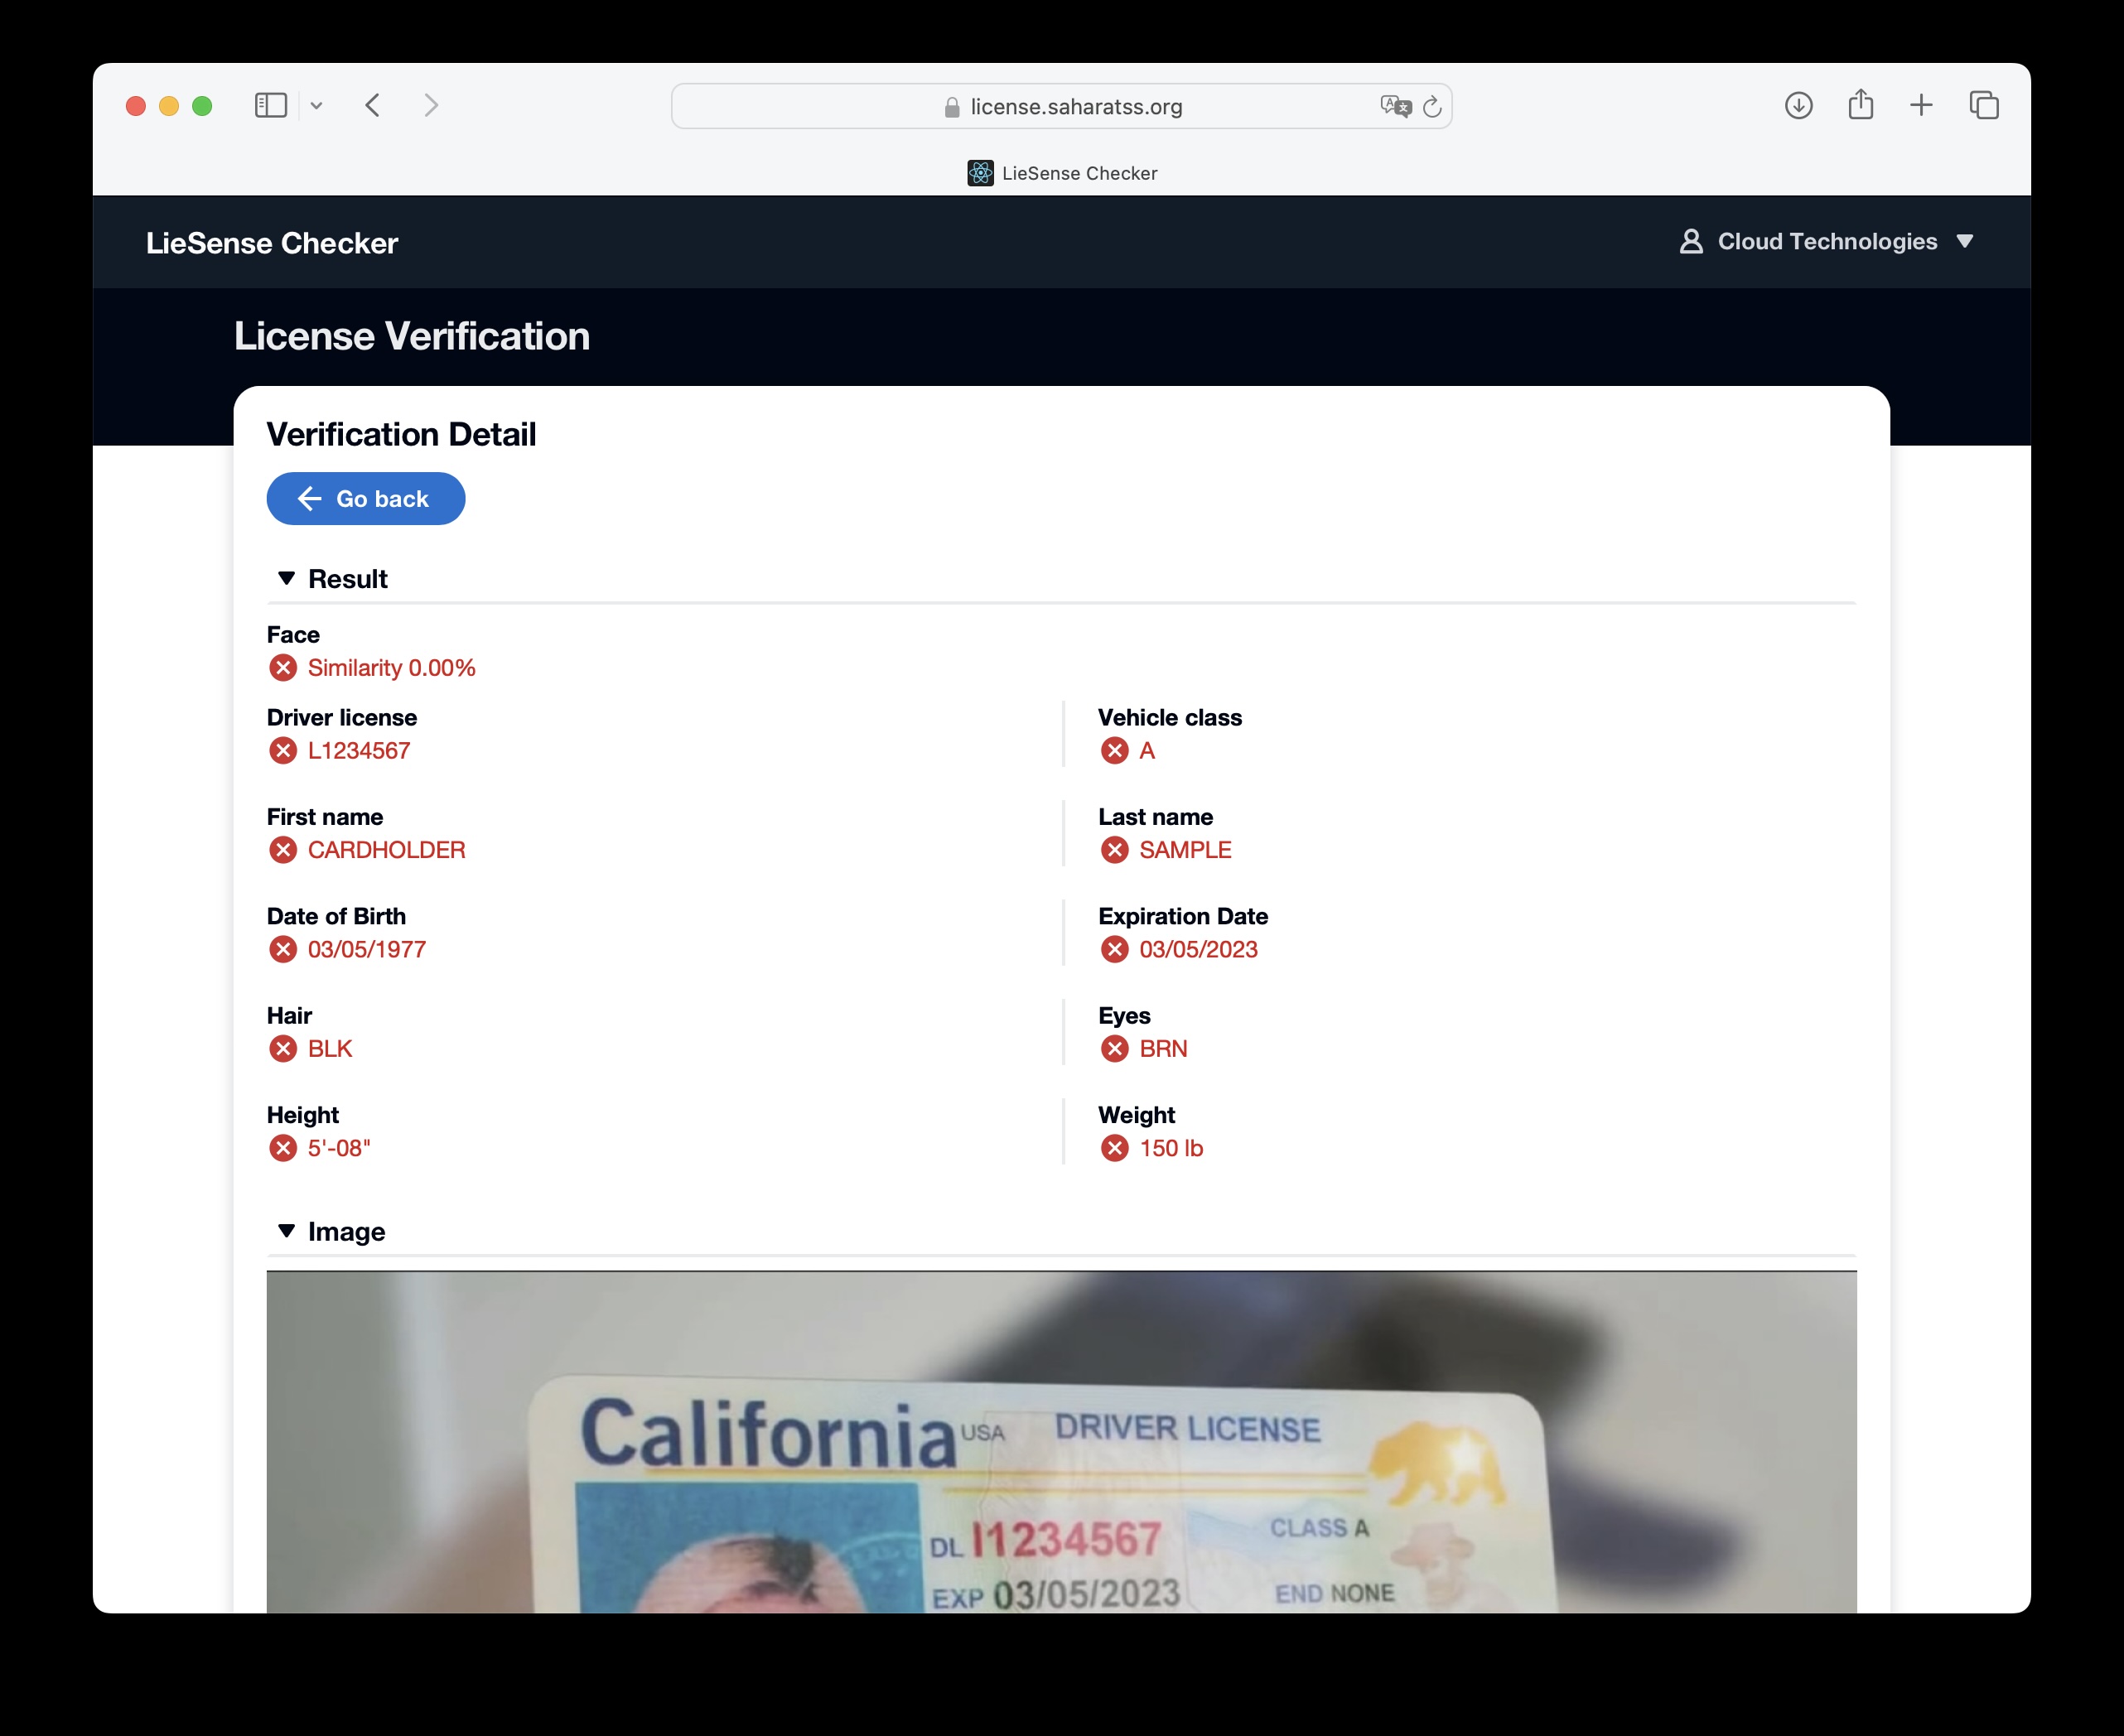 license.saharatss.org
LieSense Checker
LieSense Checker
Cloud Technologies
License Verification
Verification Detail
Go back
Result
Face
Similarity 0.00%
Driver license
L1234567
Vehicle class
A
First name
CARDHOLDER
Last name
SAMPLE
Date of Birth
03/05/1977
Expiration Date
03/05/2023
Hair
BLK
Eyes
BRN
Height
5'-08"
Weight
150 lb
Image
California USA DRIVER LICENSE
DL I1234567 CLASS A
EXP 03/05/2023 END NONE